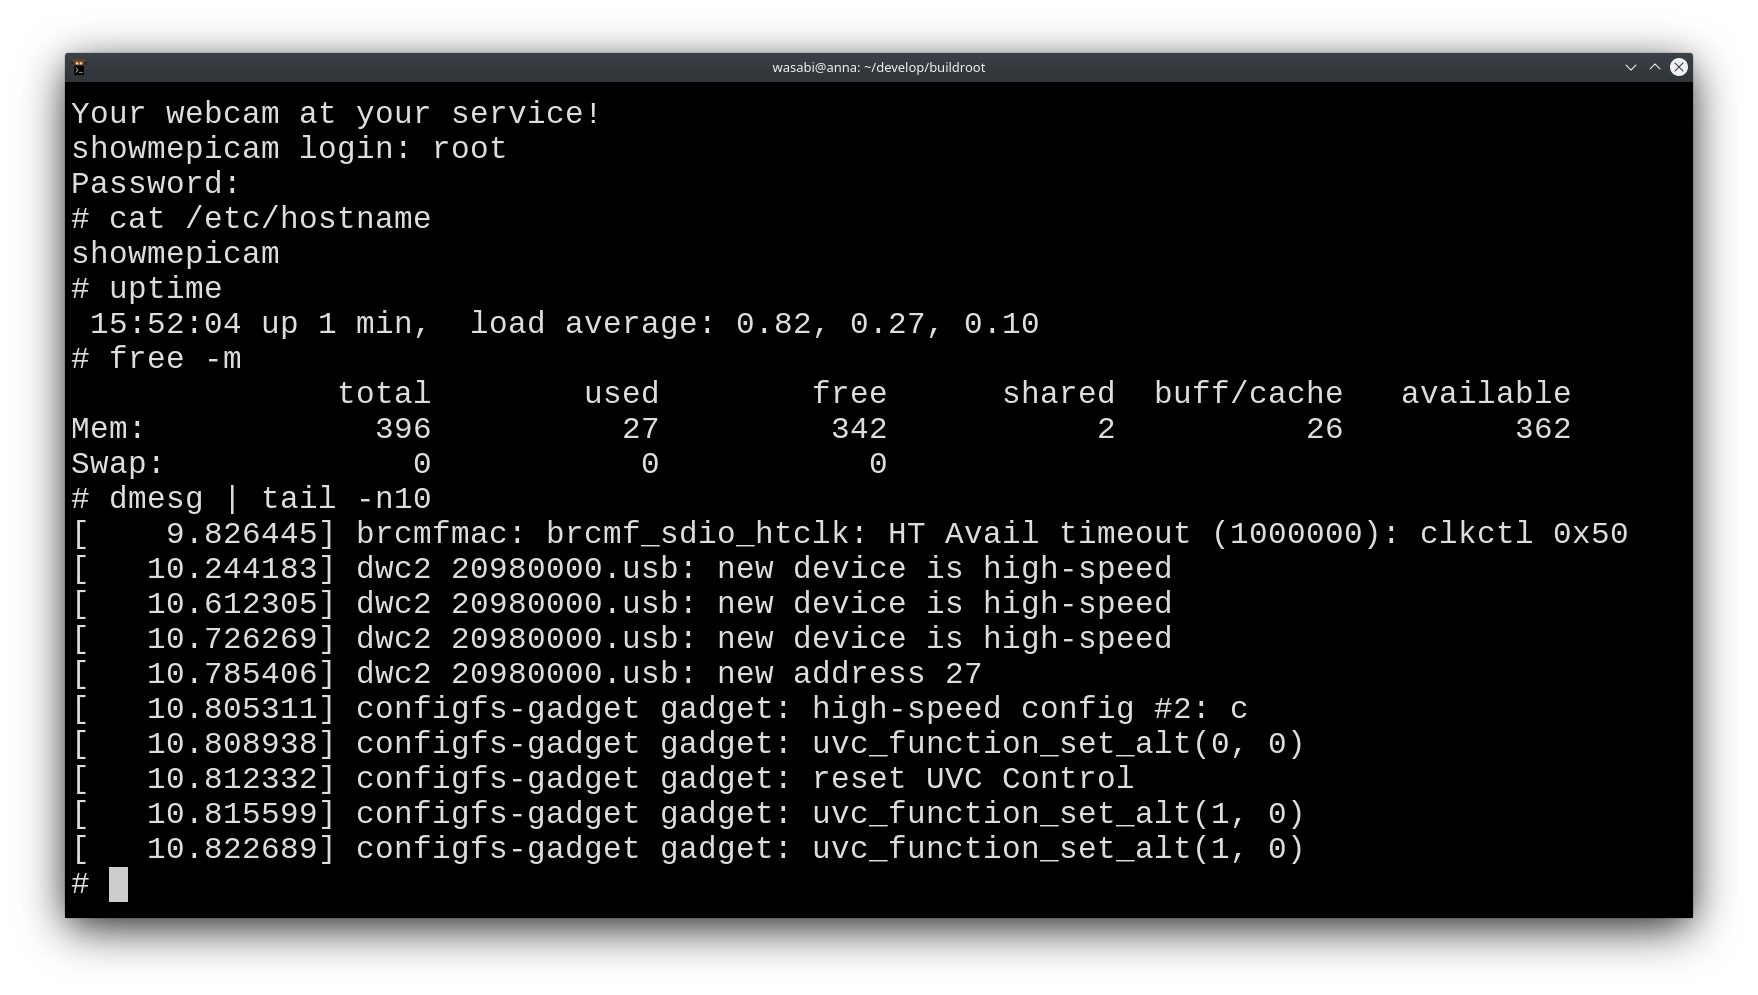 wasabi@anna: ~/develop/buildroot
Your webcam at your service!
showmepicam login: root
Password:
# cat /etc/hostname
showmepicam
# uptime
 15:52:04 up 1 min,  load average: 0.82, 0.27, 0.10
# free -m
              total        used        free      shared  buff/cache   available
Mem:            396          27         342           2          26         362
Swap:             0           0           0
# dmesg | tail -n10
[    9.826445] brcmfmac: brcmf_sdio_htclk: HT Avail timeout (1000000): clkctl 0x50
[   10.244183] dwc2 20980000.usb: new device is high-speed
[   10.612305] dwc2 20980000.usb: new device is high-speed
[   10.726269] dwc2 20980000.usb: new device is high-speed
[   10.785406] dwc2 20980000.usb: new address 27
[   10.805311] configfs-gadget gadget: high-speed config #2: c
[   10.808938] configfs-gadget gadget: uvc_function_set_alt(0, 0)
[   10.812332] configfs-gadget gadget: reset UVC Control
[   10.815599] configfs-gadget gadget: uvc_function_set_alt(1, 0)
[   10.822689] configfs-gadget gadget: uvc_function_set_alt(1, 0)
#